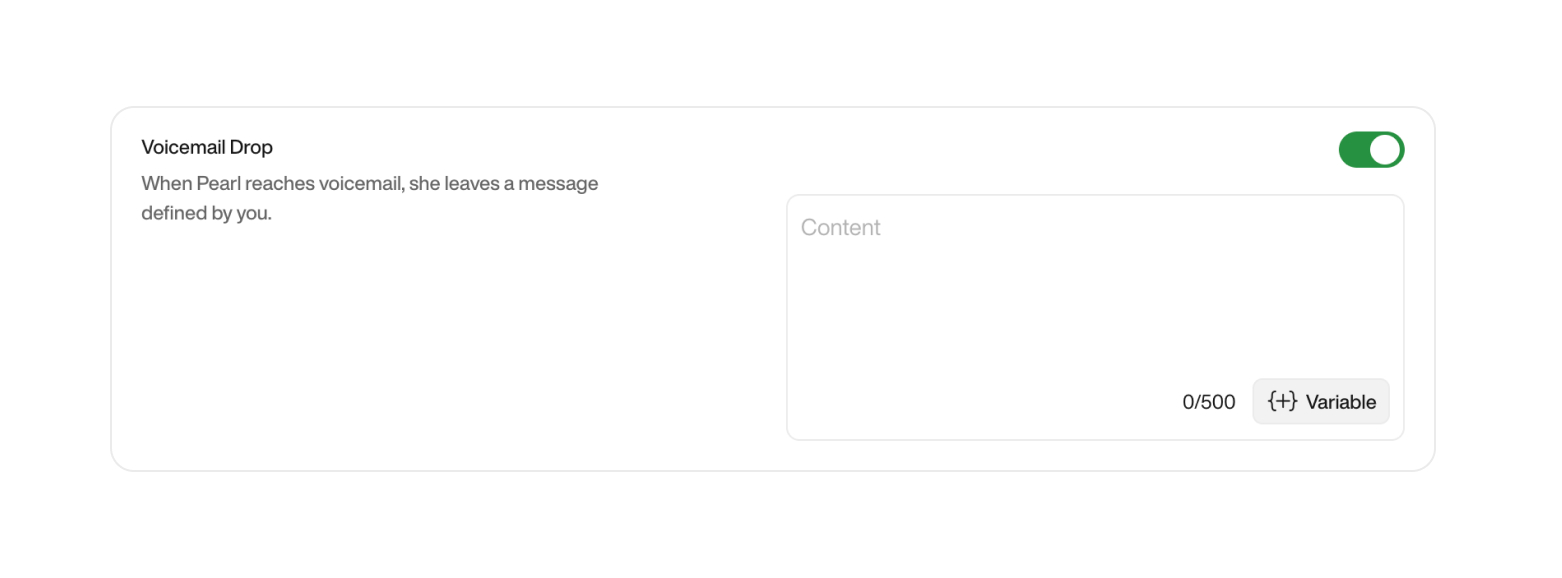 Voicemail Drop
When Pearl reaches voicemail, she leaves a message
defined by you.
Content
0/500 {+} Variable